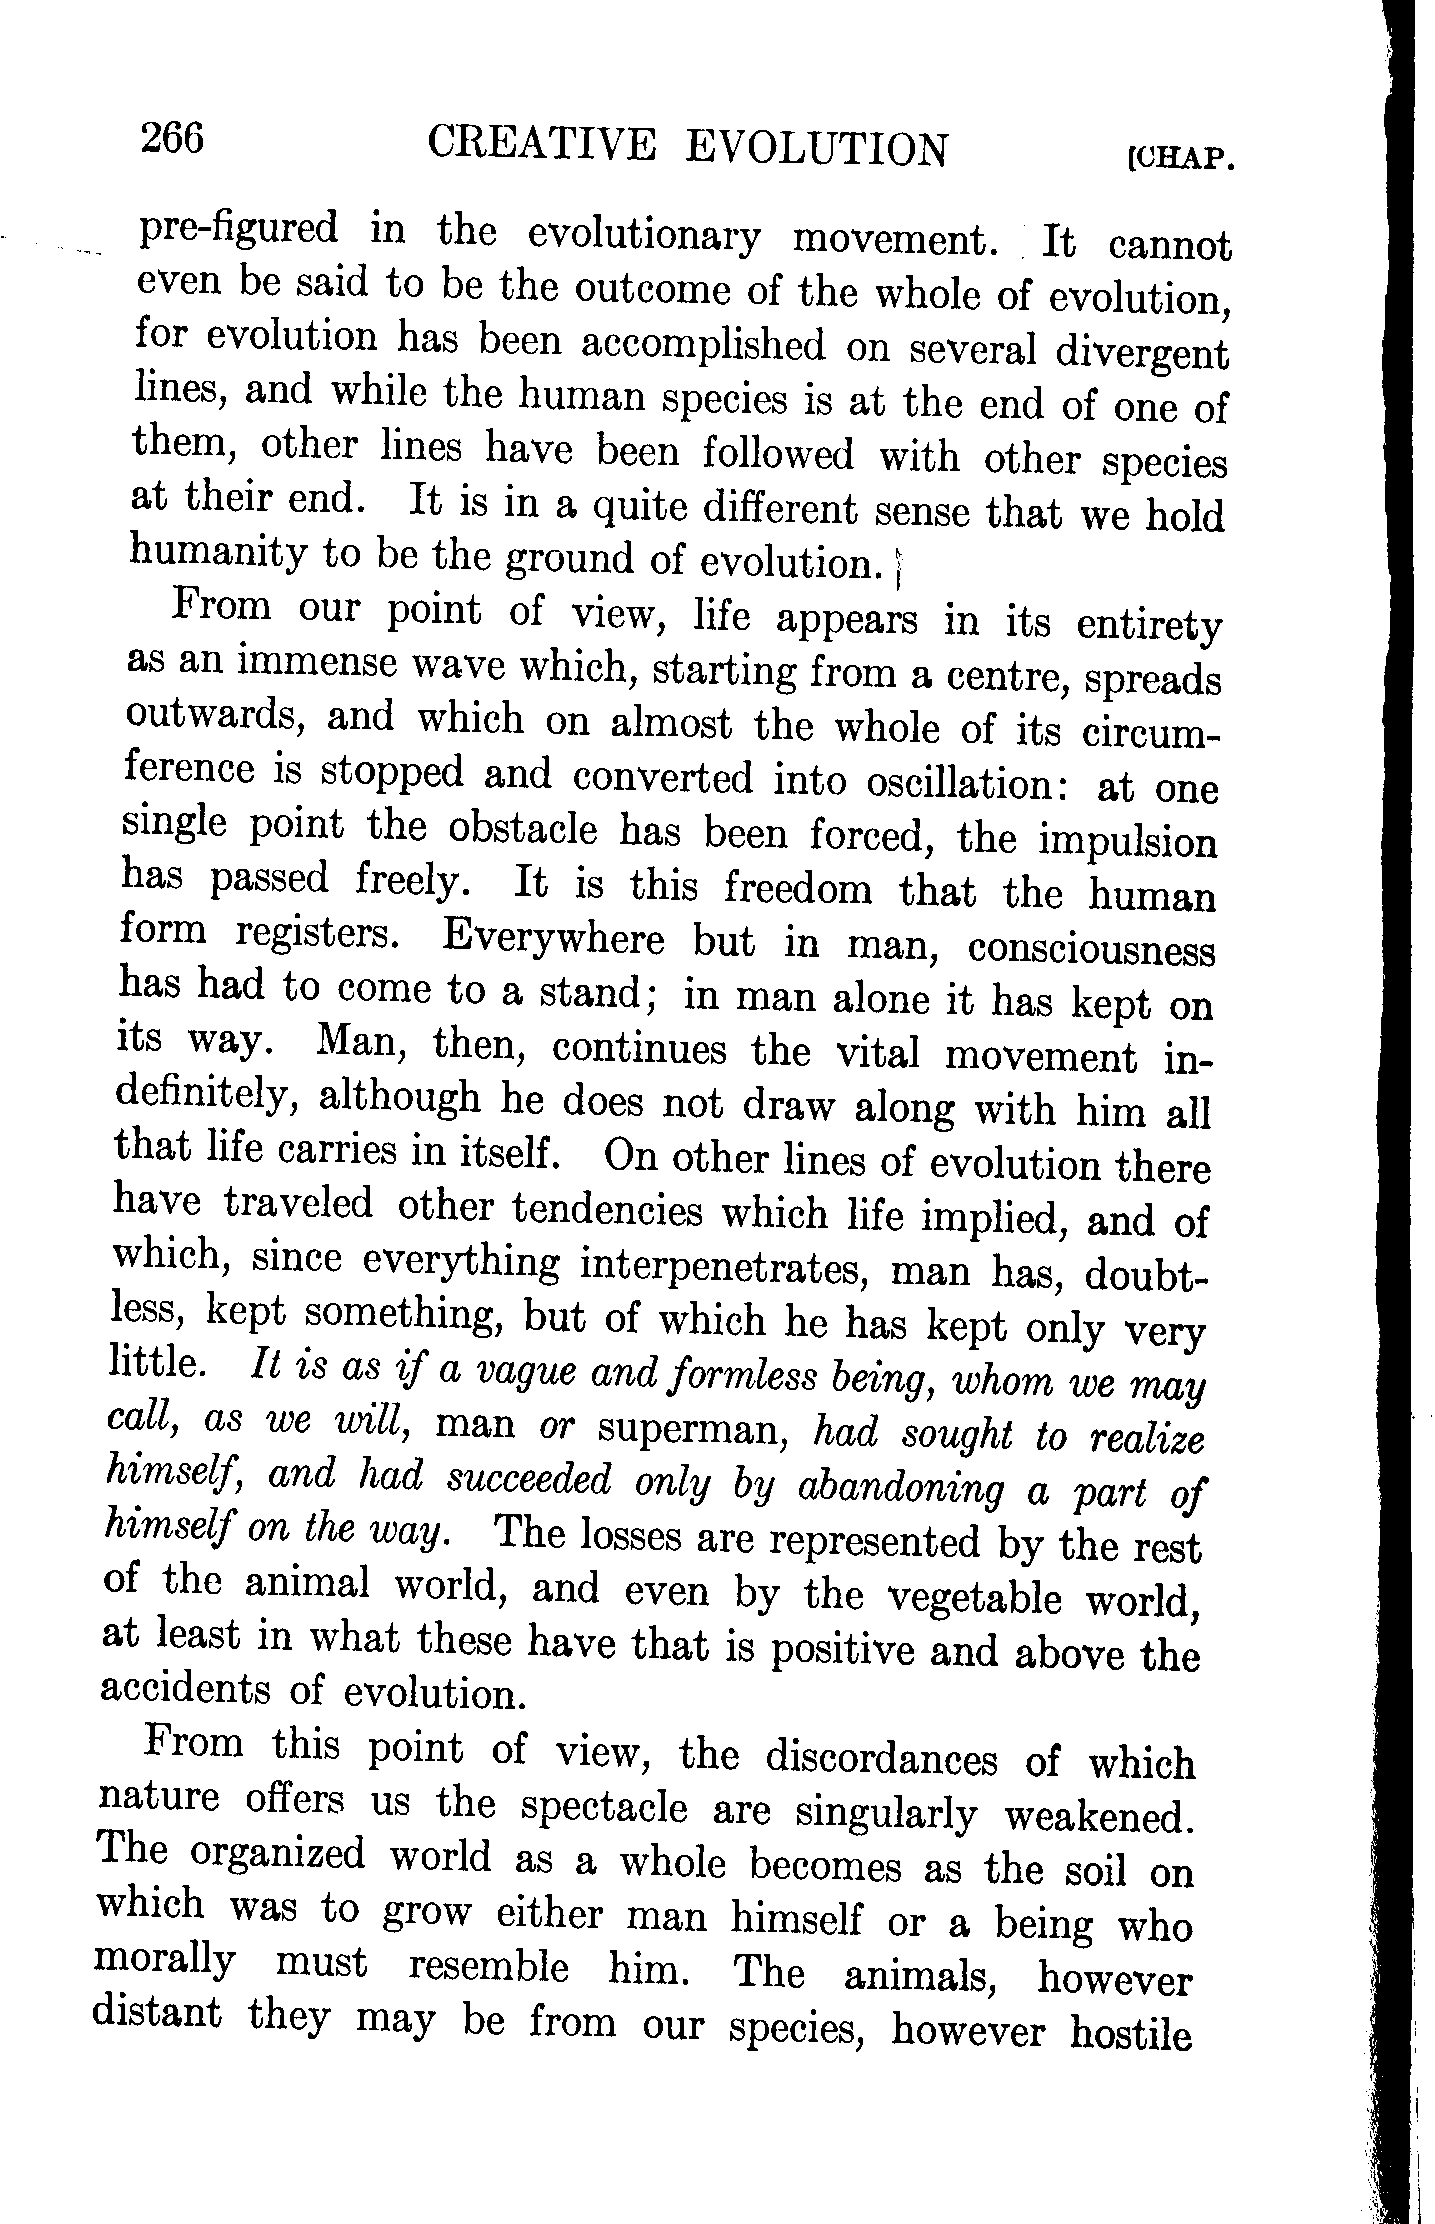 266 CREATIVE EVOLUTION [CHAP.
pre-figured in the evolutionary movement. It cannot
even be said to be the outcome of the whole of evolution,
for evolution has been accomplished on several divergent
lines, and while the human species is at the end of one of
them, other lines have been followed with other species
at their end. It is in a quite different sense that we hold
humanity to be the ground of evolution.
From our point of view, life appears in its entirety
as an immense wave which, starting from a centre, spreads
outwards, and which on almost the whole of its circum-
ference is stopped and converted into oscillation: at one
single point the obstacle has been forced, the impulsion
has passed freely. It is this freedom that the human
form registers. Everywhere but in man, consciousness
has had to come to a stand; in man alone it has kept on
its way. Man, then, continues the vital movement in-
definitely, although he does not draw along with him all
that life carries in itself. On other lines of evolution there
have traveled other tendencies which life implied, and of
which, since everything interpenetrates, man has, doubt-
less, kept something, but of which he has kept only very
little. It is as if a vague and formless being, whom we may
call, as we will, man or superman, had sought to realize
himself, and had succeeded only by abandoning a part of
himself on the way. The losses are represented by the rest
of the animal world, and even by the vegetable world,
at least in what these have that is positive and above the
accidents of evolution.
From this point of view, the discordances of which
nature offers us the spectacle are singularly weakened.
The organized world as a whole becomes as the soil on
which was to grow either man himself or a being who
morally must resemble him. The animals, however
distant they may be from our species, however hostile